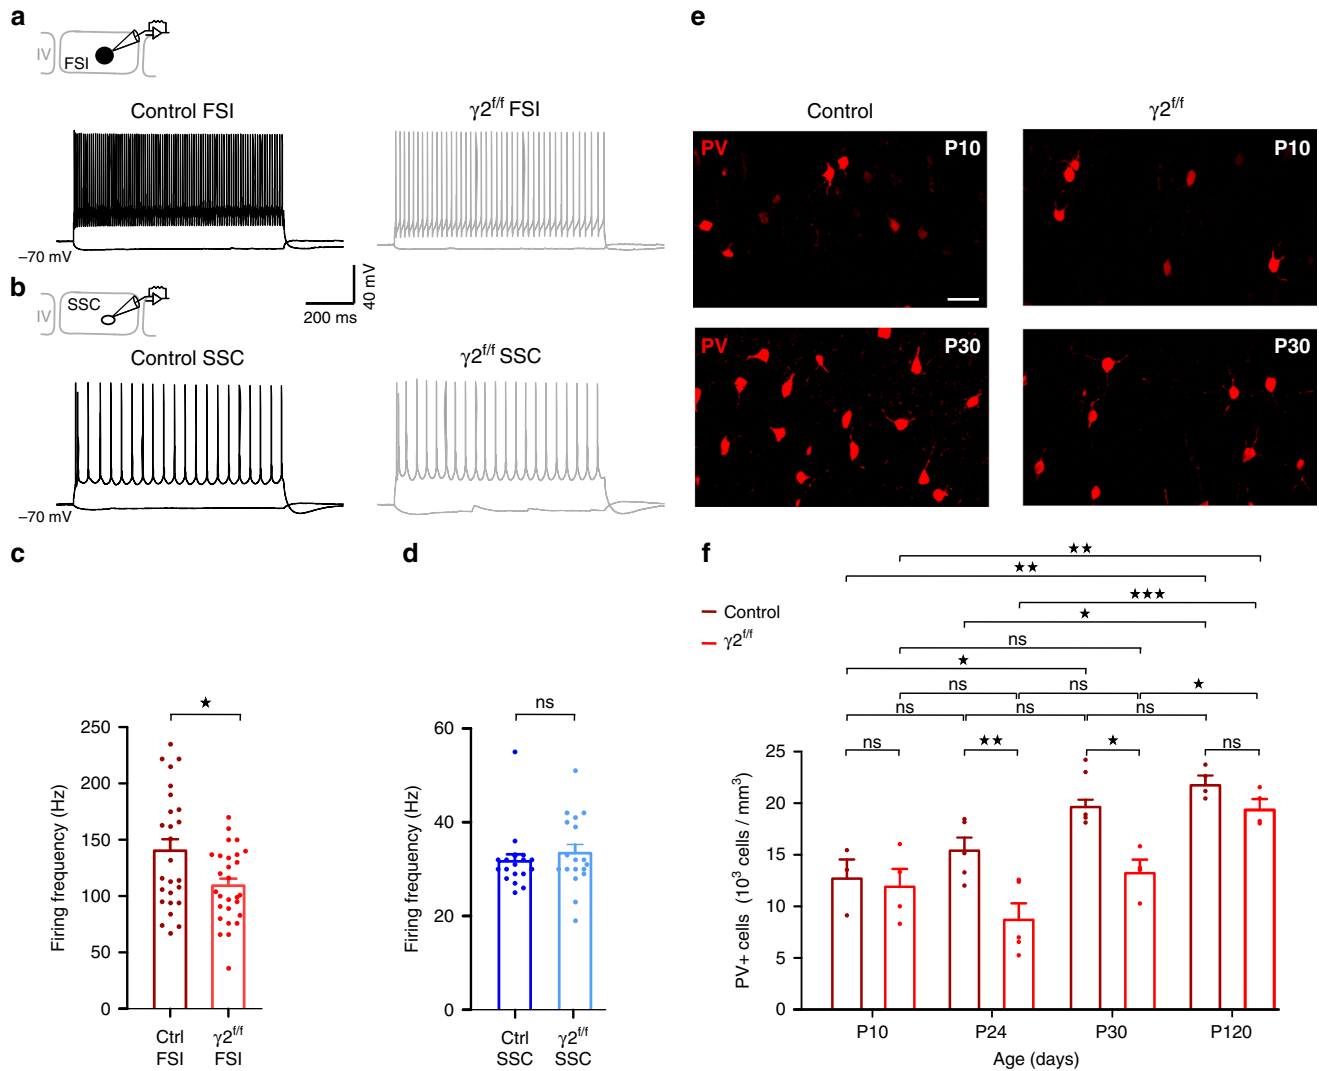 a
IV
FSI
Control FSI
γ2f/f FSI
−70 mV
40 mV
200 ms
b
SSC
IV
Control SSC
γ2f/f SSC
−70 mV
c
★
Firing frequency (Hz)
250
200
150
100
50
0
Ctrl
FSI
γ2f/f
FSI
d
ns
Firing frequency (Hz)
60
40
20
0
Ctrl
SSC
γ2f/f
SSC
e
Control
γ2f/f
PV
P10
P10
PV
P30
P30
f
Control
γ2f/f
★★
★★
★★★
★
ns
★
ns
ns
★
ns
ns
ns
ns
★★
★
ns
PV+ cells (10³ cells / mm³)
25
20
15
10
5
0
P10
P24
P30
P120
Age (days)